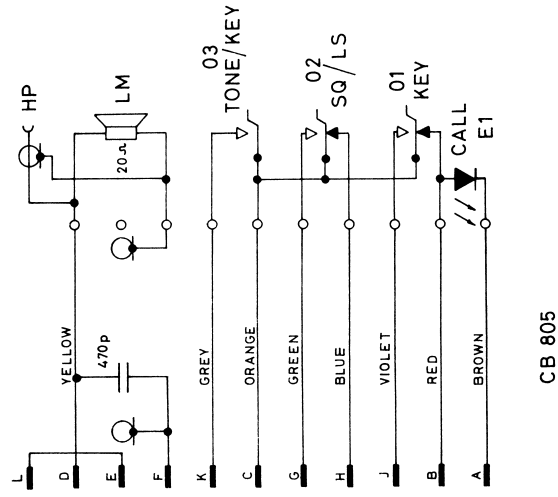 HP
LM
20Ω
03
TONE/KEY
02
SQ/LS
01
KEY
CALL
E1
YELLOW
470p
GREY
ORANGE
GREEN
BLUE
VIOLET
RED
BROWN
L
D
E
F
K
C
G
H
J
B
A
CB 805